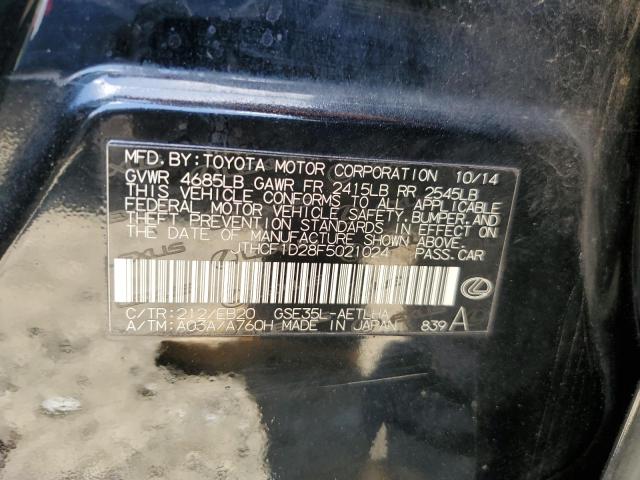 MFD. BY: TOYOTA MOTOR CORPORATION 10/14
GVWR 4685LB GAWR FR 2415LB RR 2545LB
THIS VEHICLE CONFORMS TO ALL APPLICABLE
FEDERAL MOTOR VEHICLE SAFETY, BUMPER, AND
THEFT PREVENTION STANDARDS IN EFFECT ON
THE DATE OF MANUFACTURE SHOWN ABOVE.
JTHCF1D28F5021024 PASS.CAR
C/TR: 212/EB20 GSE35L-AETLHA
A/TM: A03A/A760H MADE IN JAPAN 839 A